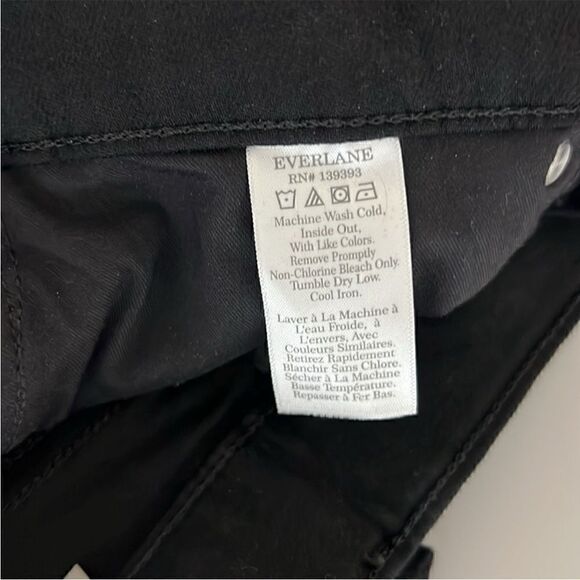 EVERLANE
RN# 139393
Machine Wash Cold,
Inside Out,
With Like Colors.
Remove Promptly
Non-Chlorine Bleach Only.
Tumble Dry Low.
Cool Iron.
Laver à La Machine à
L'eau Froide, à
L'envers, Avec
Couleurs Similaires.
Retirez Rapidement
Blanchir Sans Chlore.
Sécher à La Machine
Basse Température.
Repasser à Fer Bas.